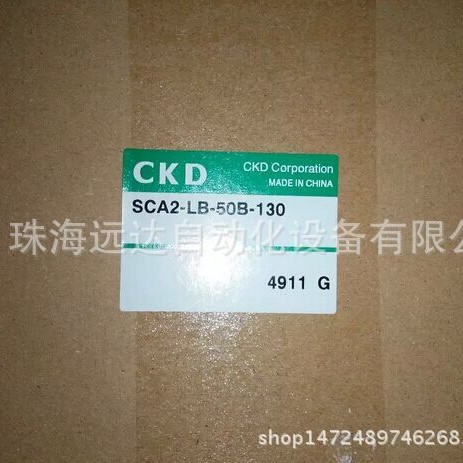 CKD
CKD Corporation
MADE IN CHINA
SCA2-LB-50B-130
珠海远达自动化设备有限公
4911 G
shop1472489746268